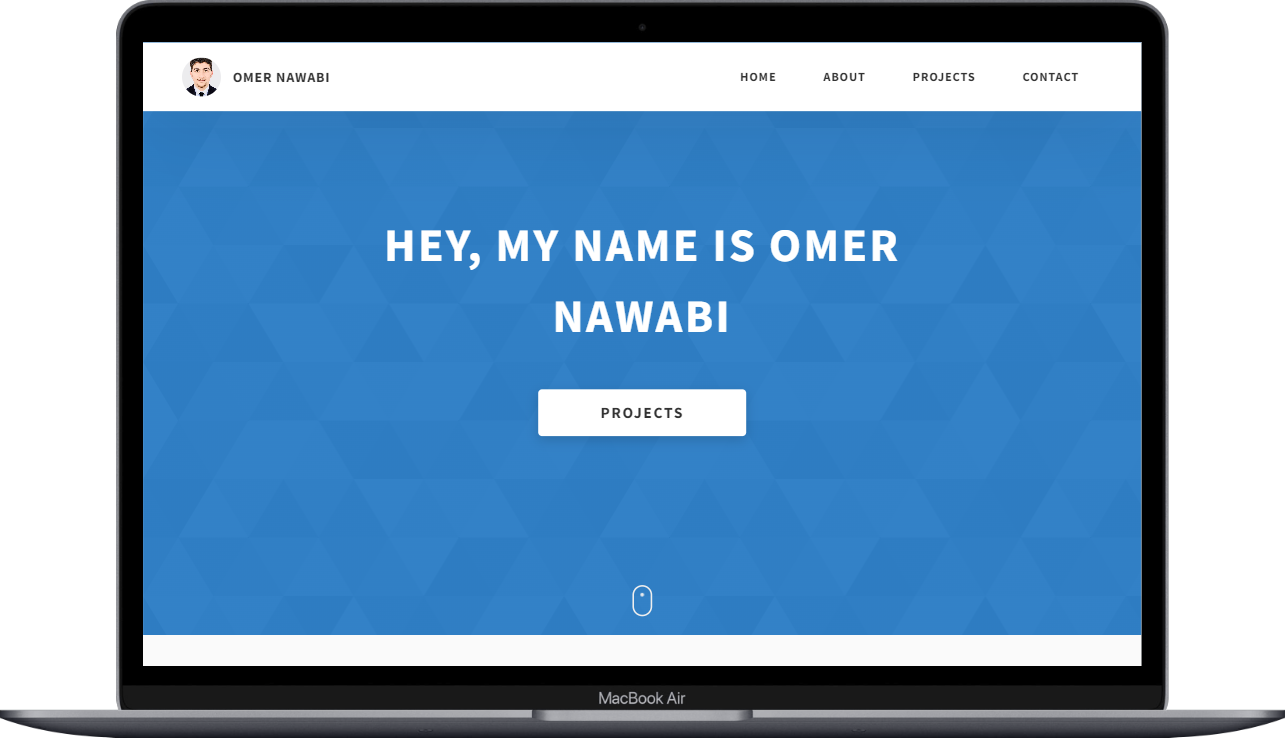 OMER NAWABI
HOME ABOUT PROJECTS CONTACT
HEY, MY NAME IS OMER
NAWABI
PROJECTS
MacBook Air